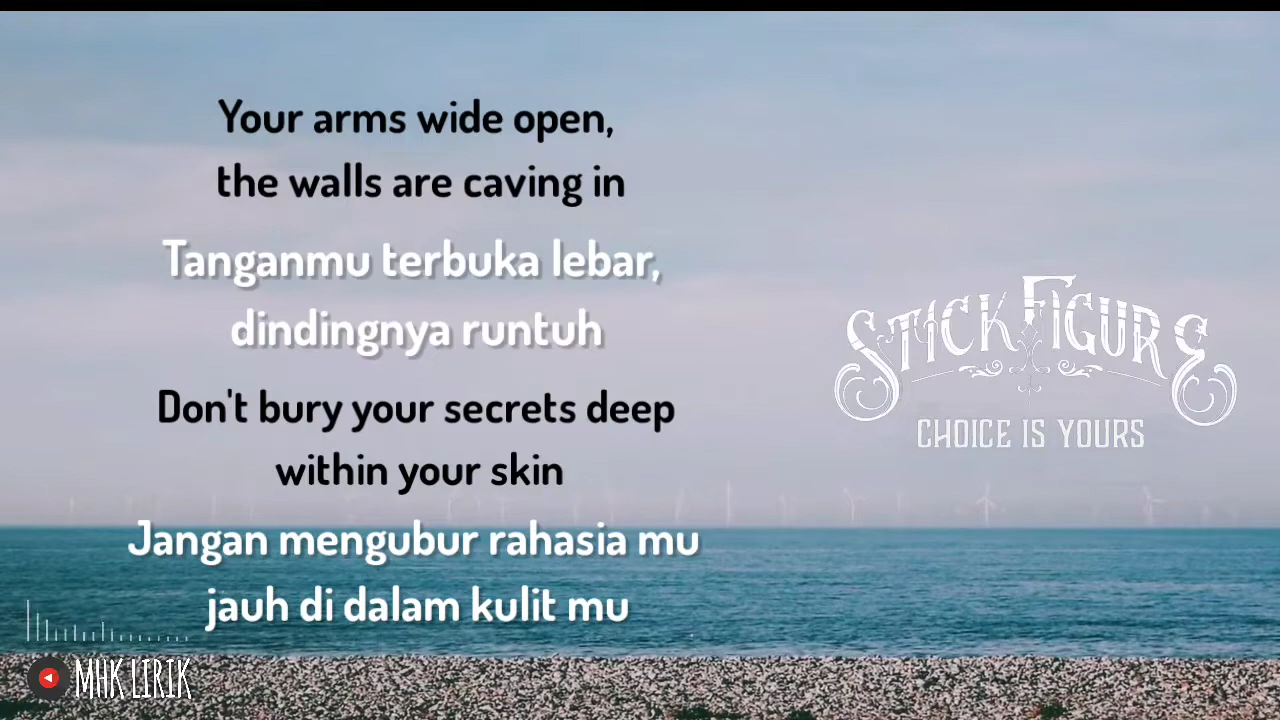 Your arms wide open,
the walls are caving in
Tanganmu terbuka lebar,
dindingnya runtuh
Don't bury your secrets deep
within your skin
Jangan mengubur rahasia mu
jauh di dalam kulit mu
STICK FIGURE
CHOICE IS YOURS
MHK LIRIK